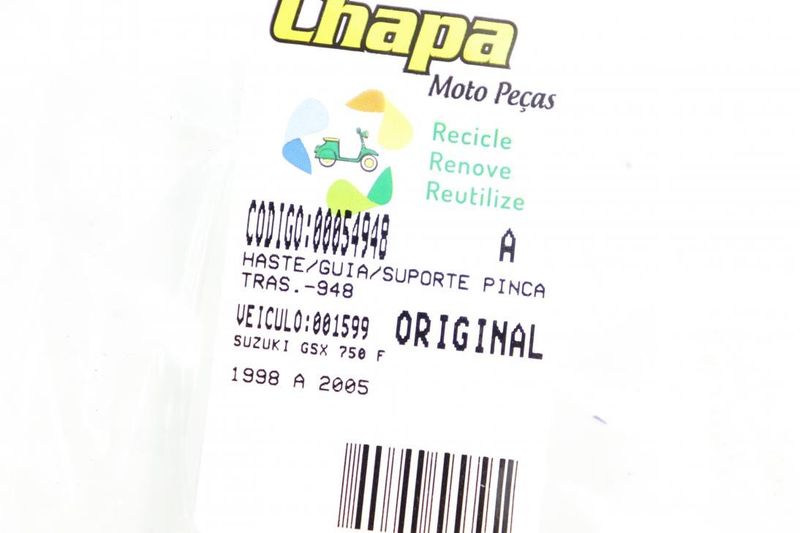 Chapa
Moto Peças
Recicle
Renove
Reutilize
CODIGO:00054948 A
HASTE/GUIA/SUPORTE PINCA
TRAS.-948
VEICULO:001599 ORIGINAL
SUZUKI GSX 750 F
1998 A 2005